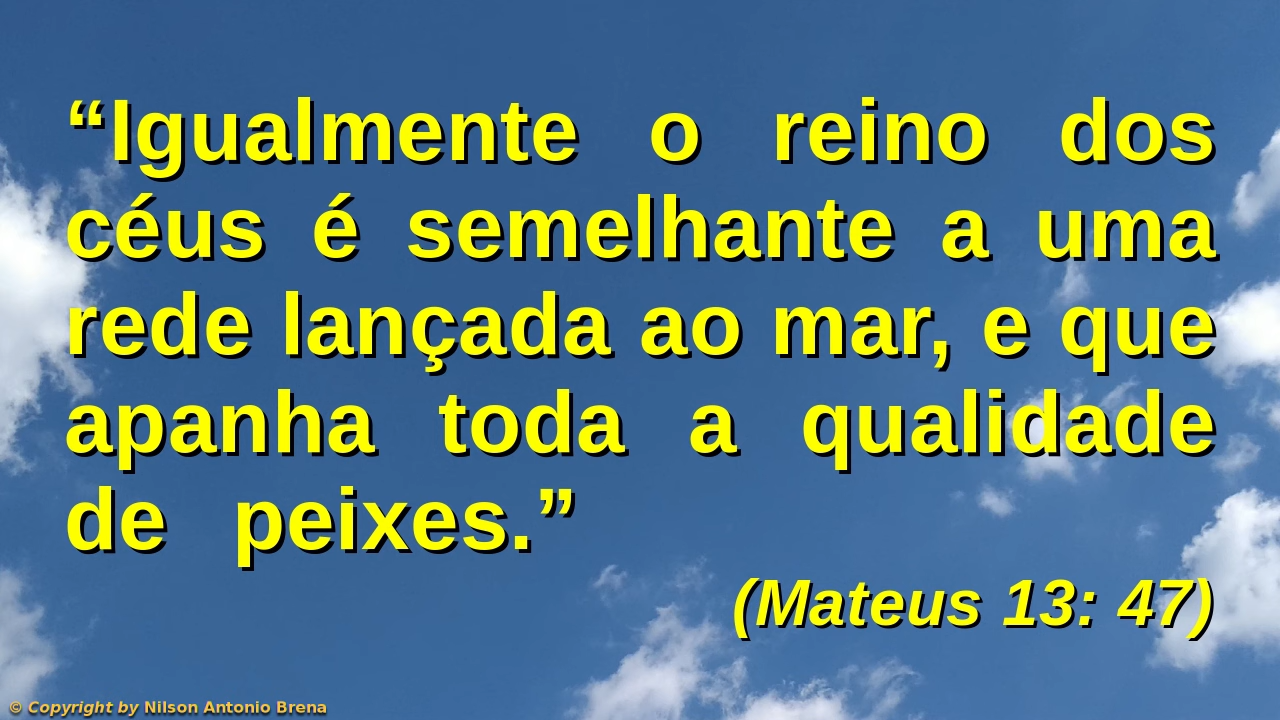 “Igualmente o reino dos
céus é semelhante a uma
rede lançada ao mar, e que
apanha toda a qualidade
de peixes.”
(Mateus 13: 47)
© Copyright by Nilson Antonio Brena